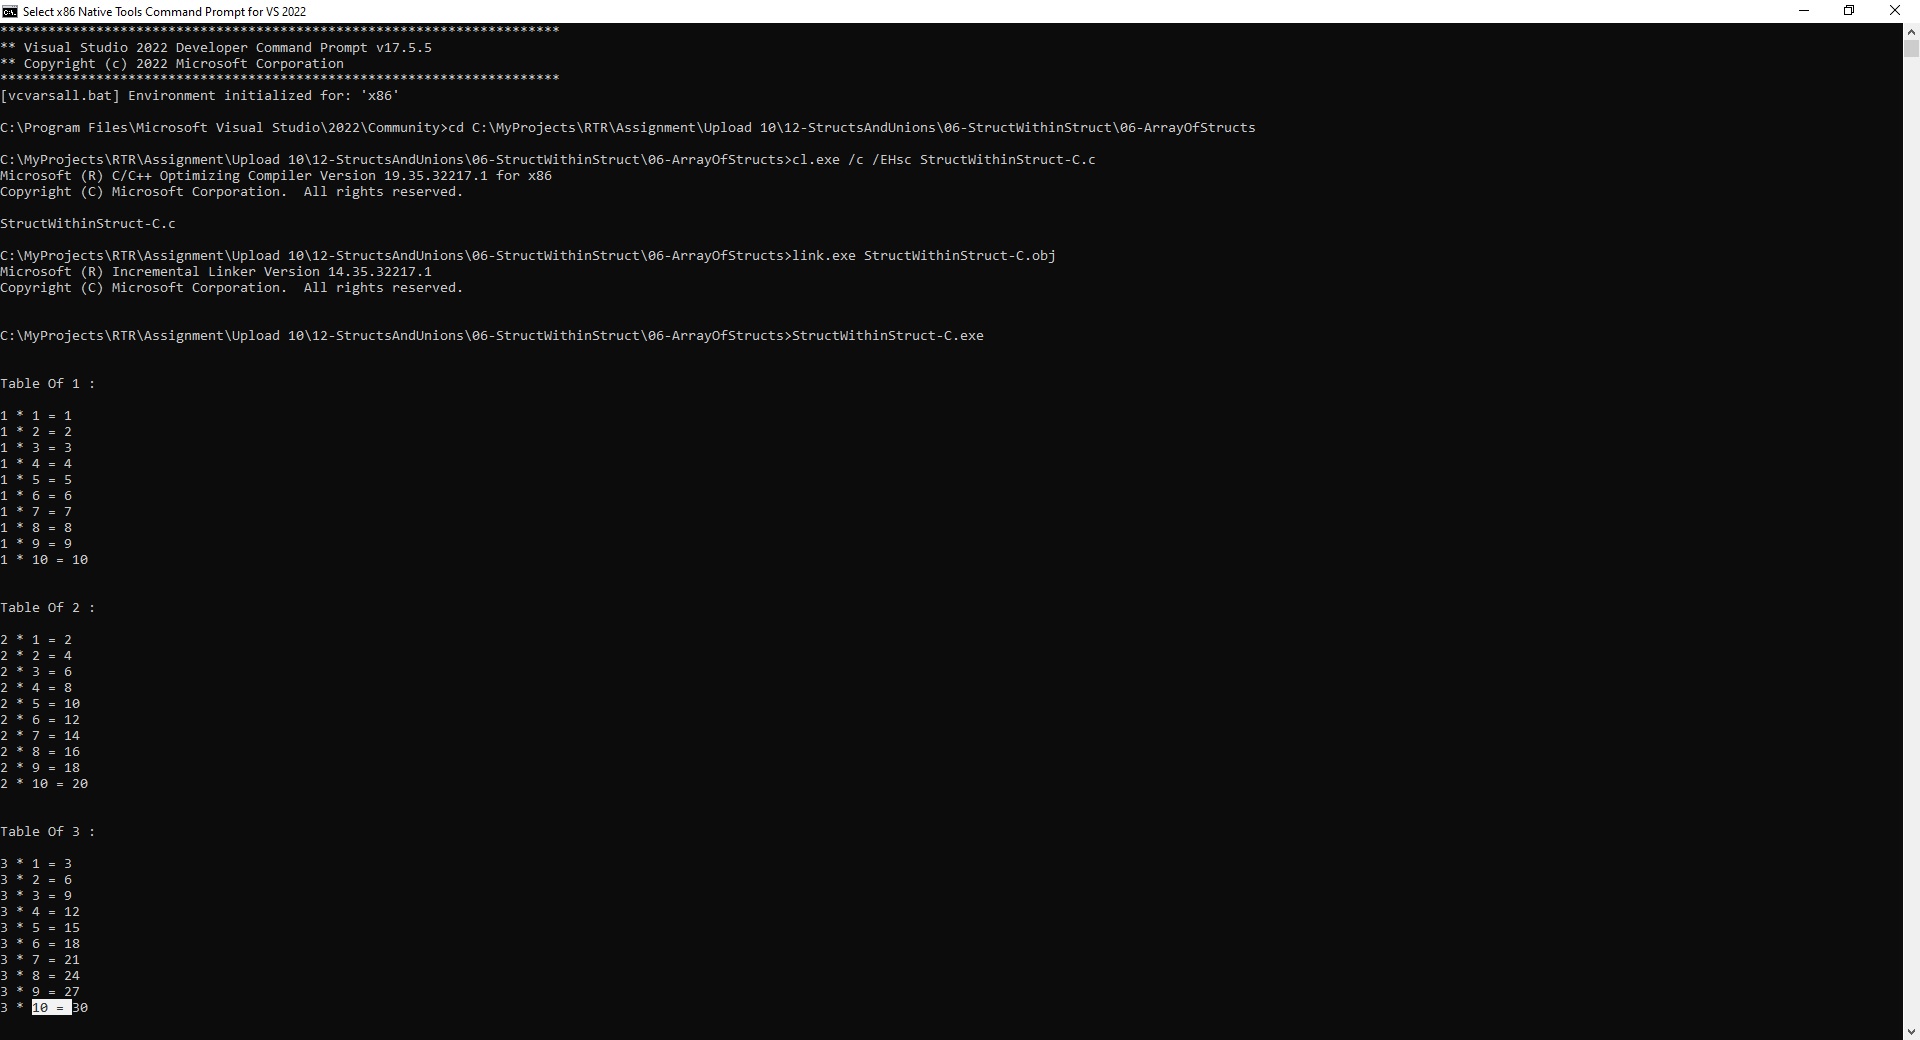 Select x86 Native Tools Command Prompt for VS 2022
**********************************************************************
** Visual Studio 2022 Developer Command Prompt v17.5.5
** Copyright (c) 2022 Microsoft Corporation
**********************************************************************
[vcvarsall.bat] Environment initialized for: 'x86'
C:\Program Files\Microsoft Visual Studio\2022\Community>cd C:\MyProjects\RTR\Assignment\Upload 10\12-StructsAndUnions\06-StructWithinStruct\06-ArrayOfStructs
C:\MyProjects\RTR\Assignment\Upload 10\12-StructsAndUnions\06-StructWithinStruct\06-ArrayOfStructs>cl.exe /c /EHsc StructWithinStruct-C.c
Microsoft (R) C/C++ Optimizing Compiler Version 19.35.32217.1 for x86
Copyright (C) Microsoft Corporation.  All rights reserved.
StructWithinStruct-C.c
C:\MyProjects\RTR\Assignment\Upload 10\12-StructsAndUnions\06-StructWithinStruct\06-ArrayOfStructs>link.exe StructWithinStruct-C.obj
Microsoft (R) Incremental Linker Version 14.35.32217.1
Copyright (C) Microsoft Corporation.  All rights reserved.
C:\MyProjects\RTR\Assignment\Upload 10\12-StructsAndUnions\06-StructWithinStruct\06-ArrayOfStructs>StructWithinStruct-C.exe
Table Of 1 :
1 * 1 = 1
1 * 2 = 2
1 * 3 = 3
1 * 4 = 4
1 * 5 = 5
1 * 6 = 6
1 * 7 = 7
1 * 8 = 8
1 * 9 = 9
1 * 10 = 10
Table Of 2 :
2 * 1 = 2
2 * 2 = 4
2 * 3 = 6
2 * 4 = 8
2 * 5 = 10
2 * 6 = 12
2 * 7 = 14
2 * 8 = 16
2 * 9 = 18
2 * 10 = 20
Table Of 3 :
3 * 1 = 3
3 * 2 = 6
3 * 3 = 9
3 * 4 = 12
3 * 5 = 15
3 * 6 = 18
3 * 7 = 21
3 * 8 = 24
3 * 9 = 27
3 * 10 = 30